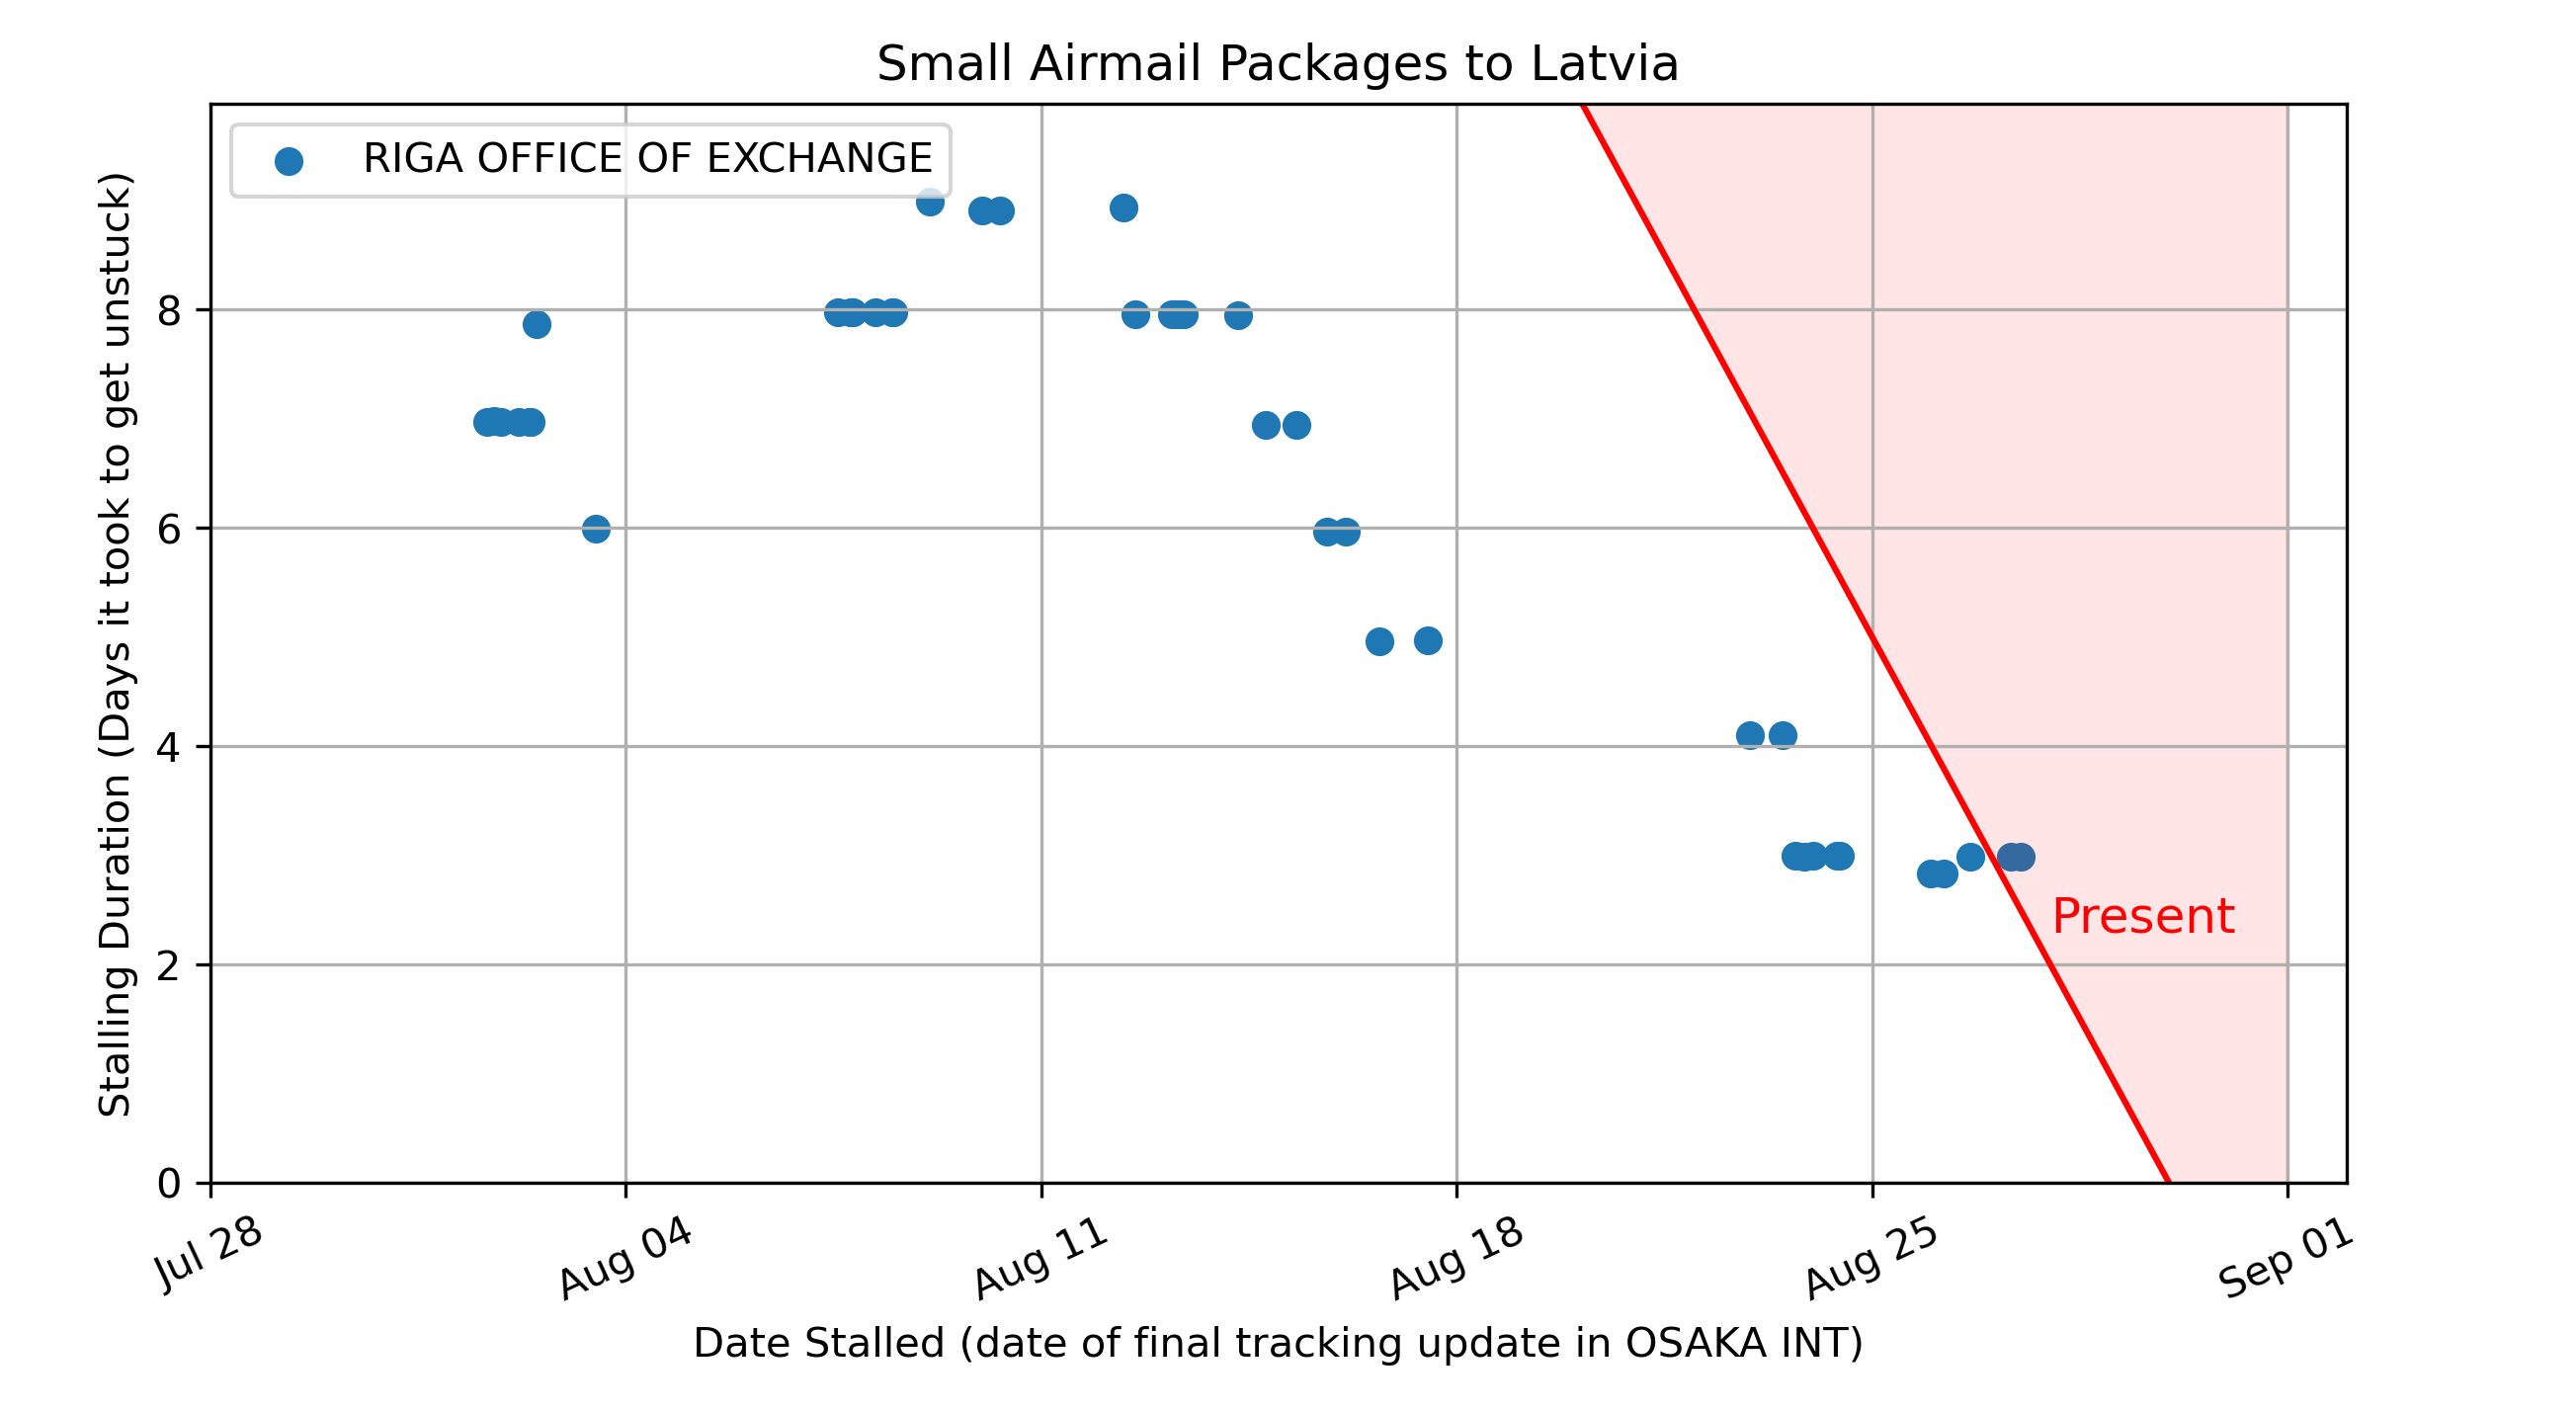 Small Airmail Packages to Latvia
RIGA OFFICE OF EXCHANGE
Stalling Duration (Days it took to get unstuck)
8
6
4
2
0
Present
Jul 28
Aug 04
Aug 11
Aug 18
Aug 25
Sep 01
Date Stalled (date of final tracking update in OSAKA INT)